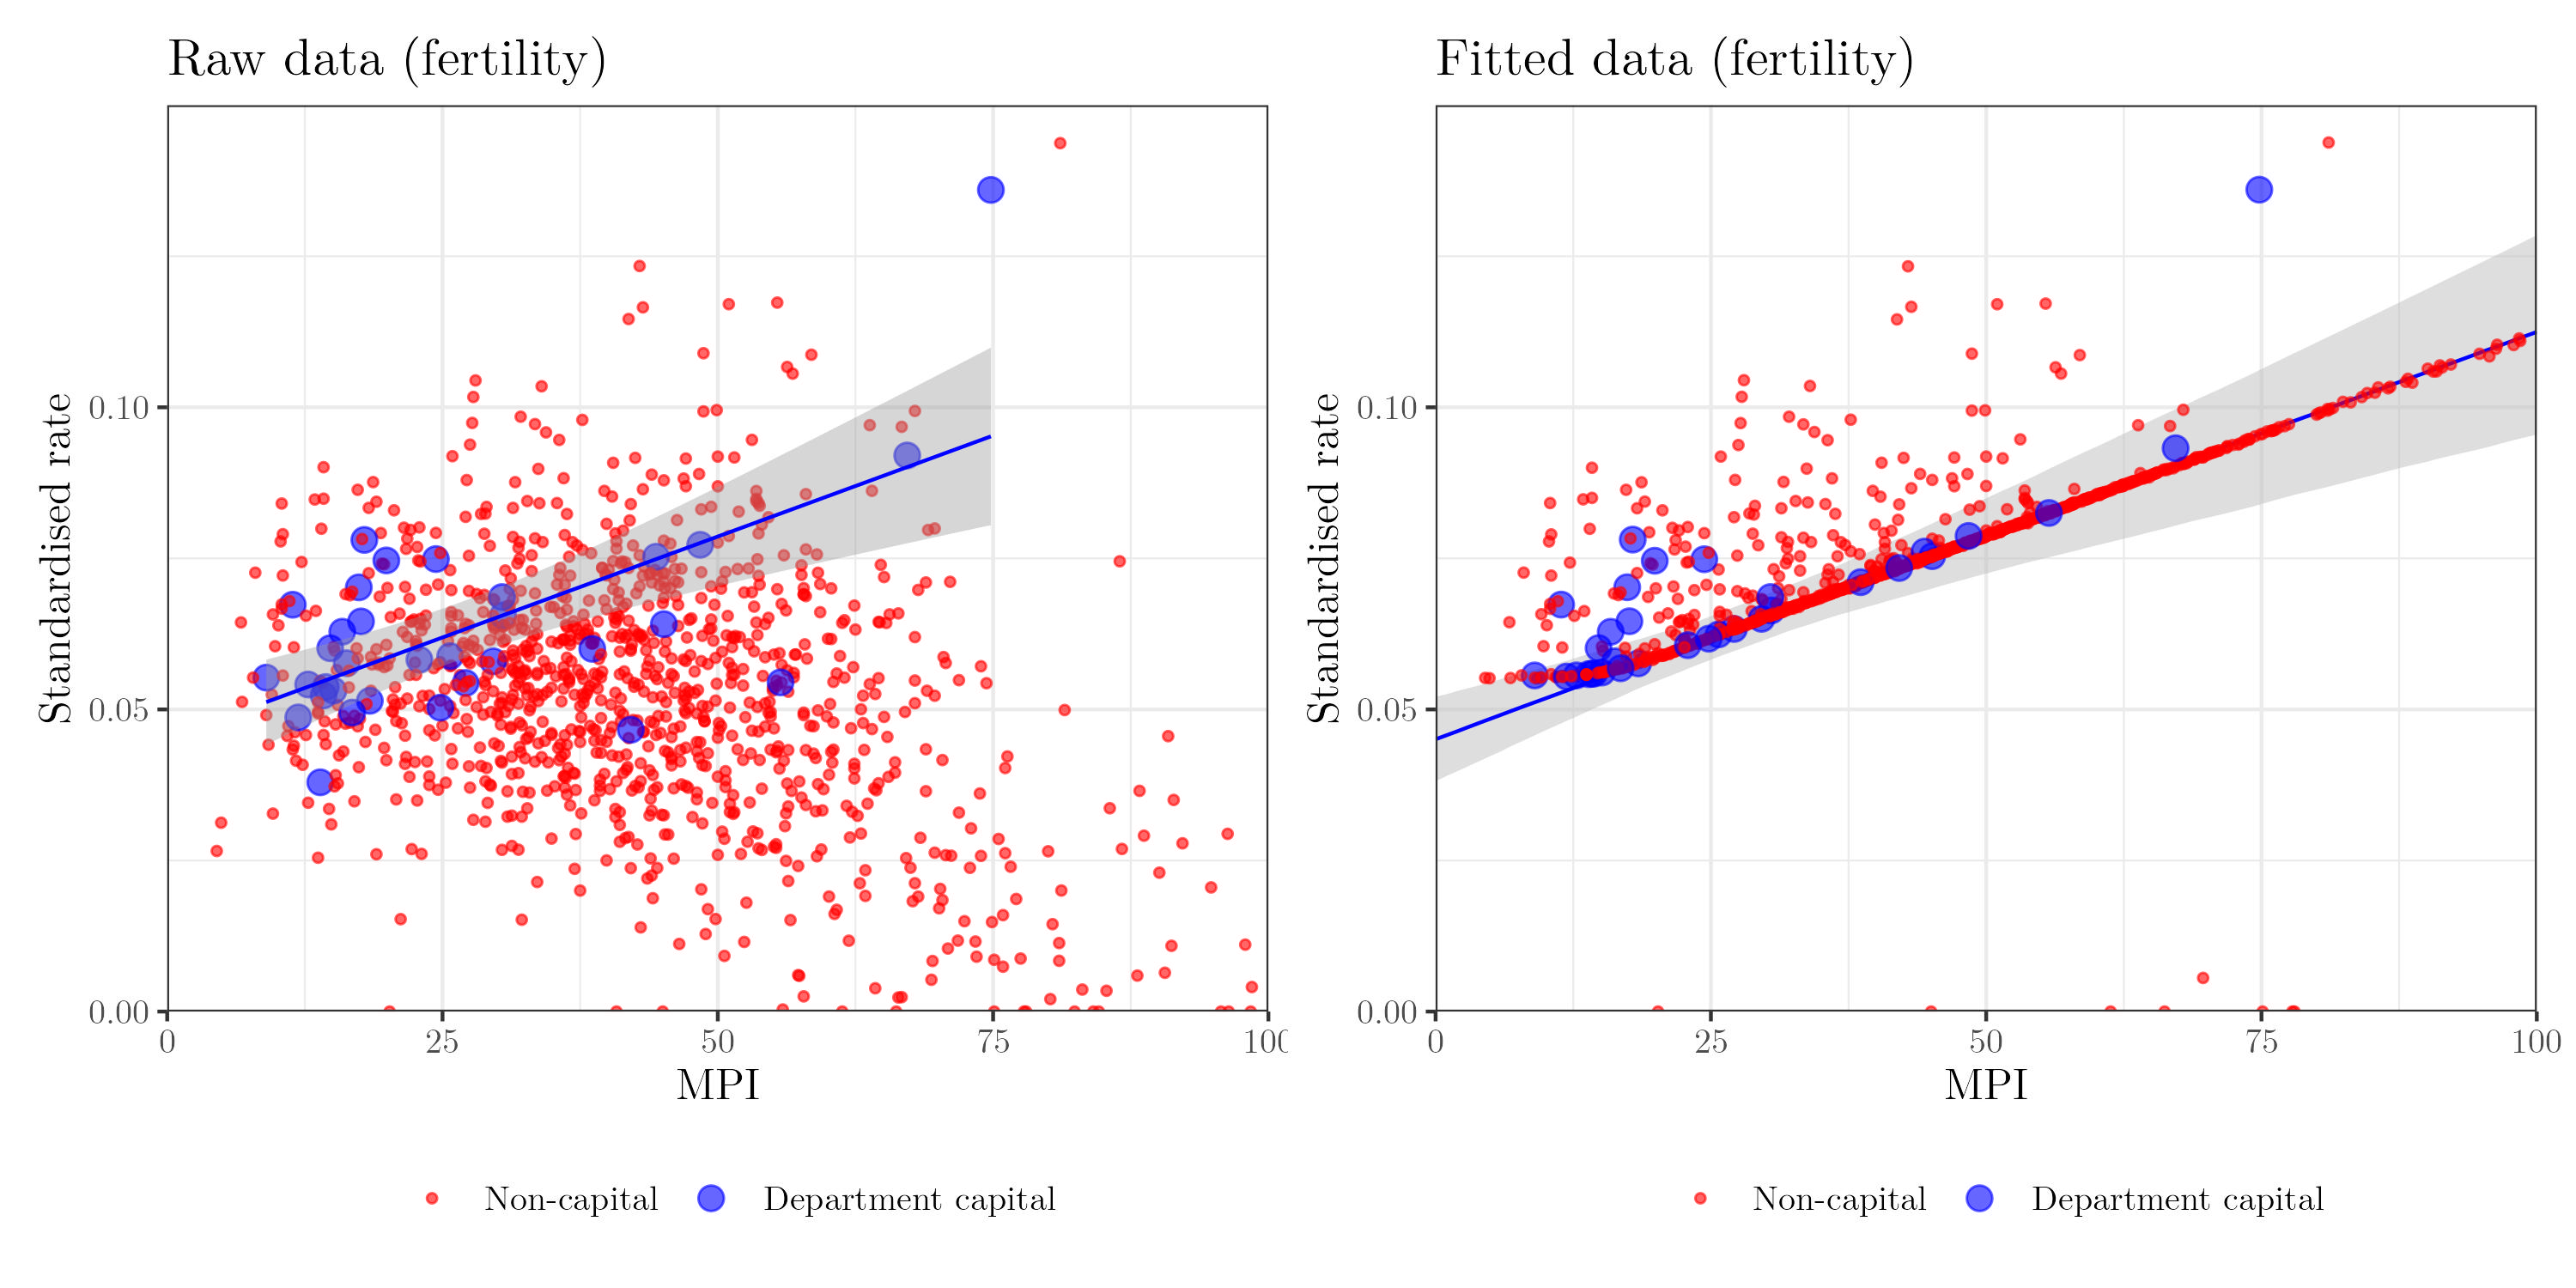 Raw data (fertility)
Standardised rate
0.10
0.05
0.00
0 25 50 75 100
MPI
Non-capital Department capital
Fitted data (fertility)
Standardised rate
0.10
0.05
0.00
0 25 50 75 100
MPI
Non-capital Department capital